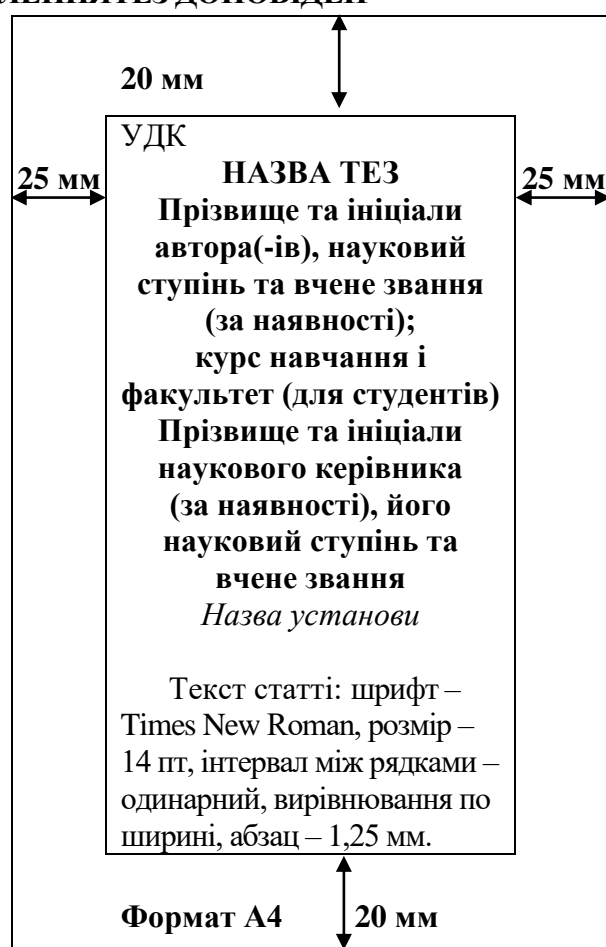 20 мм
УДК
НАЗВА ТЕЗ
25 мм
25 мм
Прізвище та ініціали
автора(-ів), науковий
ступінь та вчене звання
(за наявності);
курс навчання і
факультет (для студентів)
Прізвище та ініціали
наукового керівника
(за наявності), його
науковий ступінь та
вчене звання
Назва установи
Текст статті: шрифт –
Times New Roman, розмір –
14 пт, інтервал між рядками –
одинарний, вирівнювання по
ширині, абзац – 1,25 мм.
Формат А4
20 мм